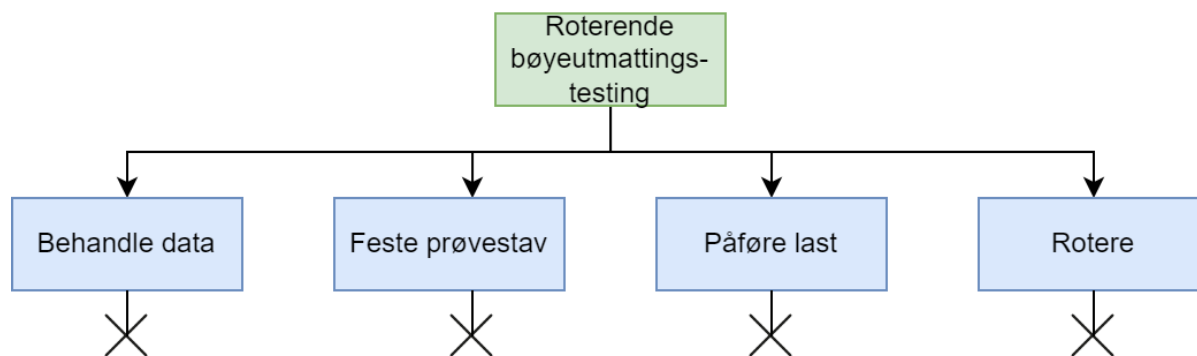 Roterende
bøyeutmattings-
testing
Behandle data
Feste prøvestav
Påføre last
Rotere